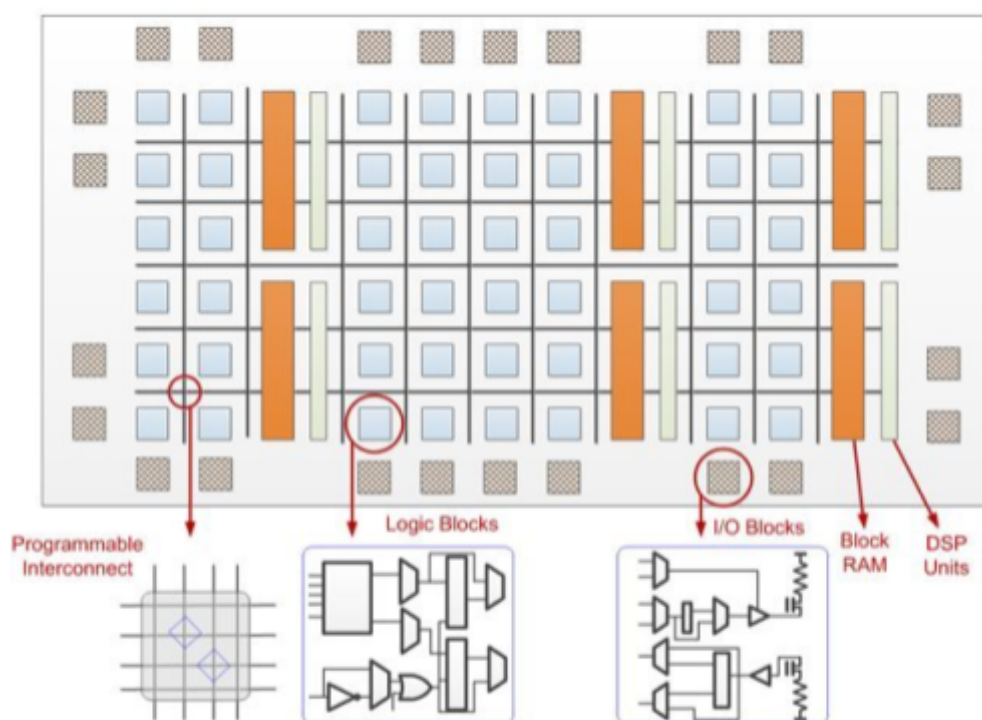 Programmable
Interconnect
Logic Blocks
I/O Blocks
Block
RAM
DSP
Units